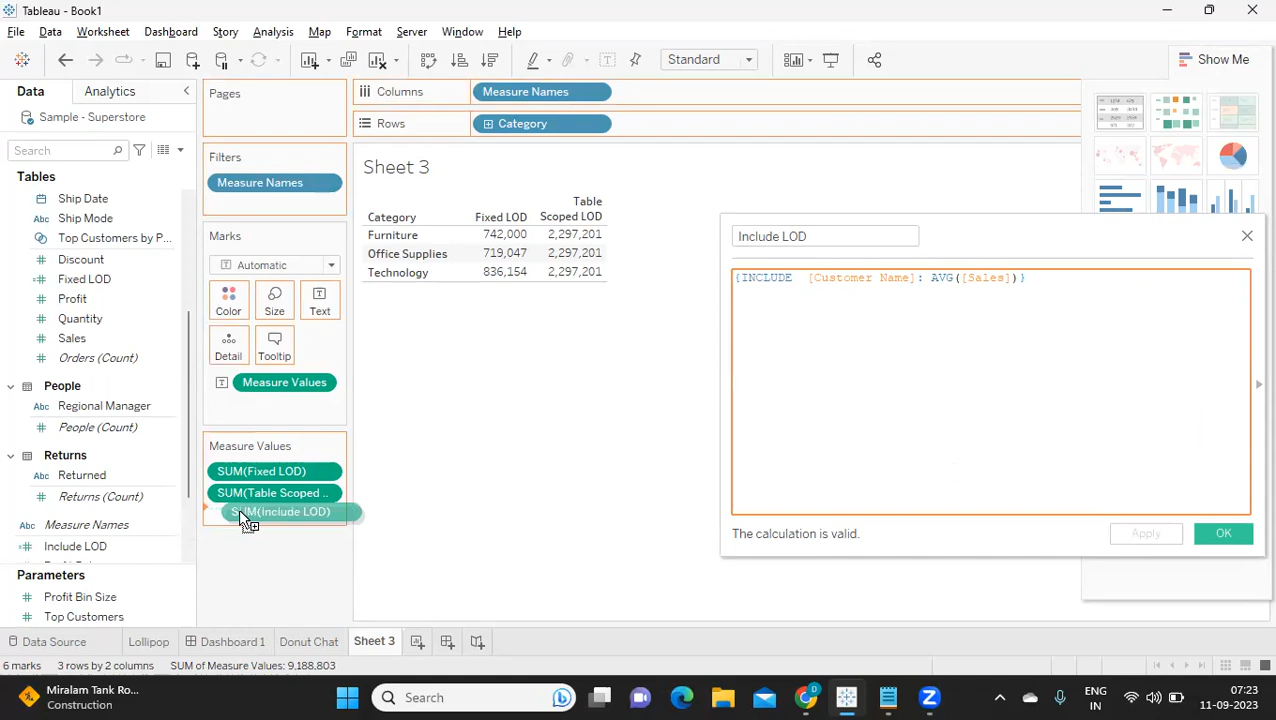 Tableau - Book1
File Data Worksheet Dashboard Story Analysis Map Format Server Window Help
Standard
Show Me
Data Analytics
Pages
Columns Measure Names
Sample - Superstore
Rows Category
Search
Filters
Measure Names
Sheet 3
Tables
Ship Date
Abc Ship Mode
Top Customers by P...
Discount
Fixed LOD
Profit
Quantity
Sales
Orders (Count)
People
Abc Regional Manager
People (Count)
Returns
Abc Returned
Returns (Count)
Abc Measure Names
Include LOD
Parameters
Profit Bin Size
Top Customers
Marks
T Automatic
Color Size Text
Detail Tooltip
T Measure Values
Measure Values
SUM(Fixed LOD)
SUM(Table Scoped ..
SUM(Include LOD)
Table
Category Fixed LOD Scoped LOD
Furniture 742,000 2,297,201
Office Supplies 719,047 2,297,201
Technology 836,154 2,297,201
Include LOD
{INCLUDE [Customer Name]: AVG([Sales])}
The calculation is valid.
Apply OK
Data Source Lollipop Dashboard 1 Donut Chat Sheet 3
6 marks 3 rows by 2 columns SUM of Measure Values: 9,188,803
Miralam Tank Ro...
Construction
Search
ENG
IN
07:23
11-09-2023